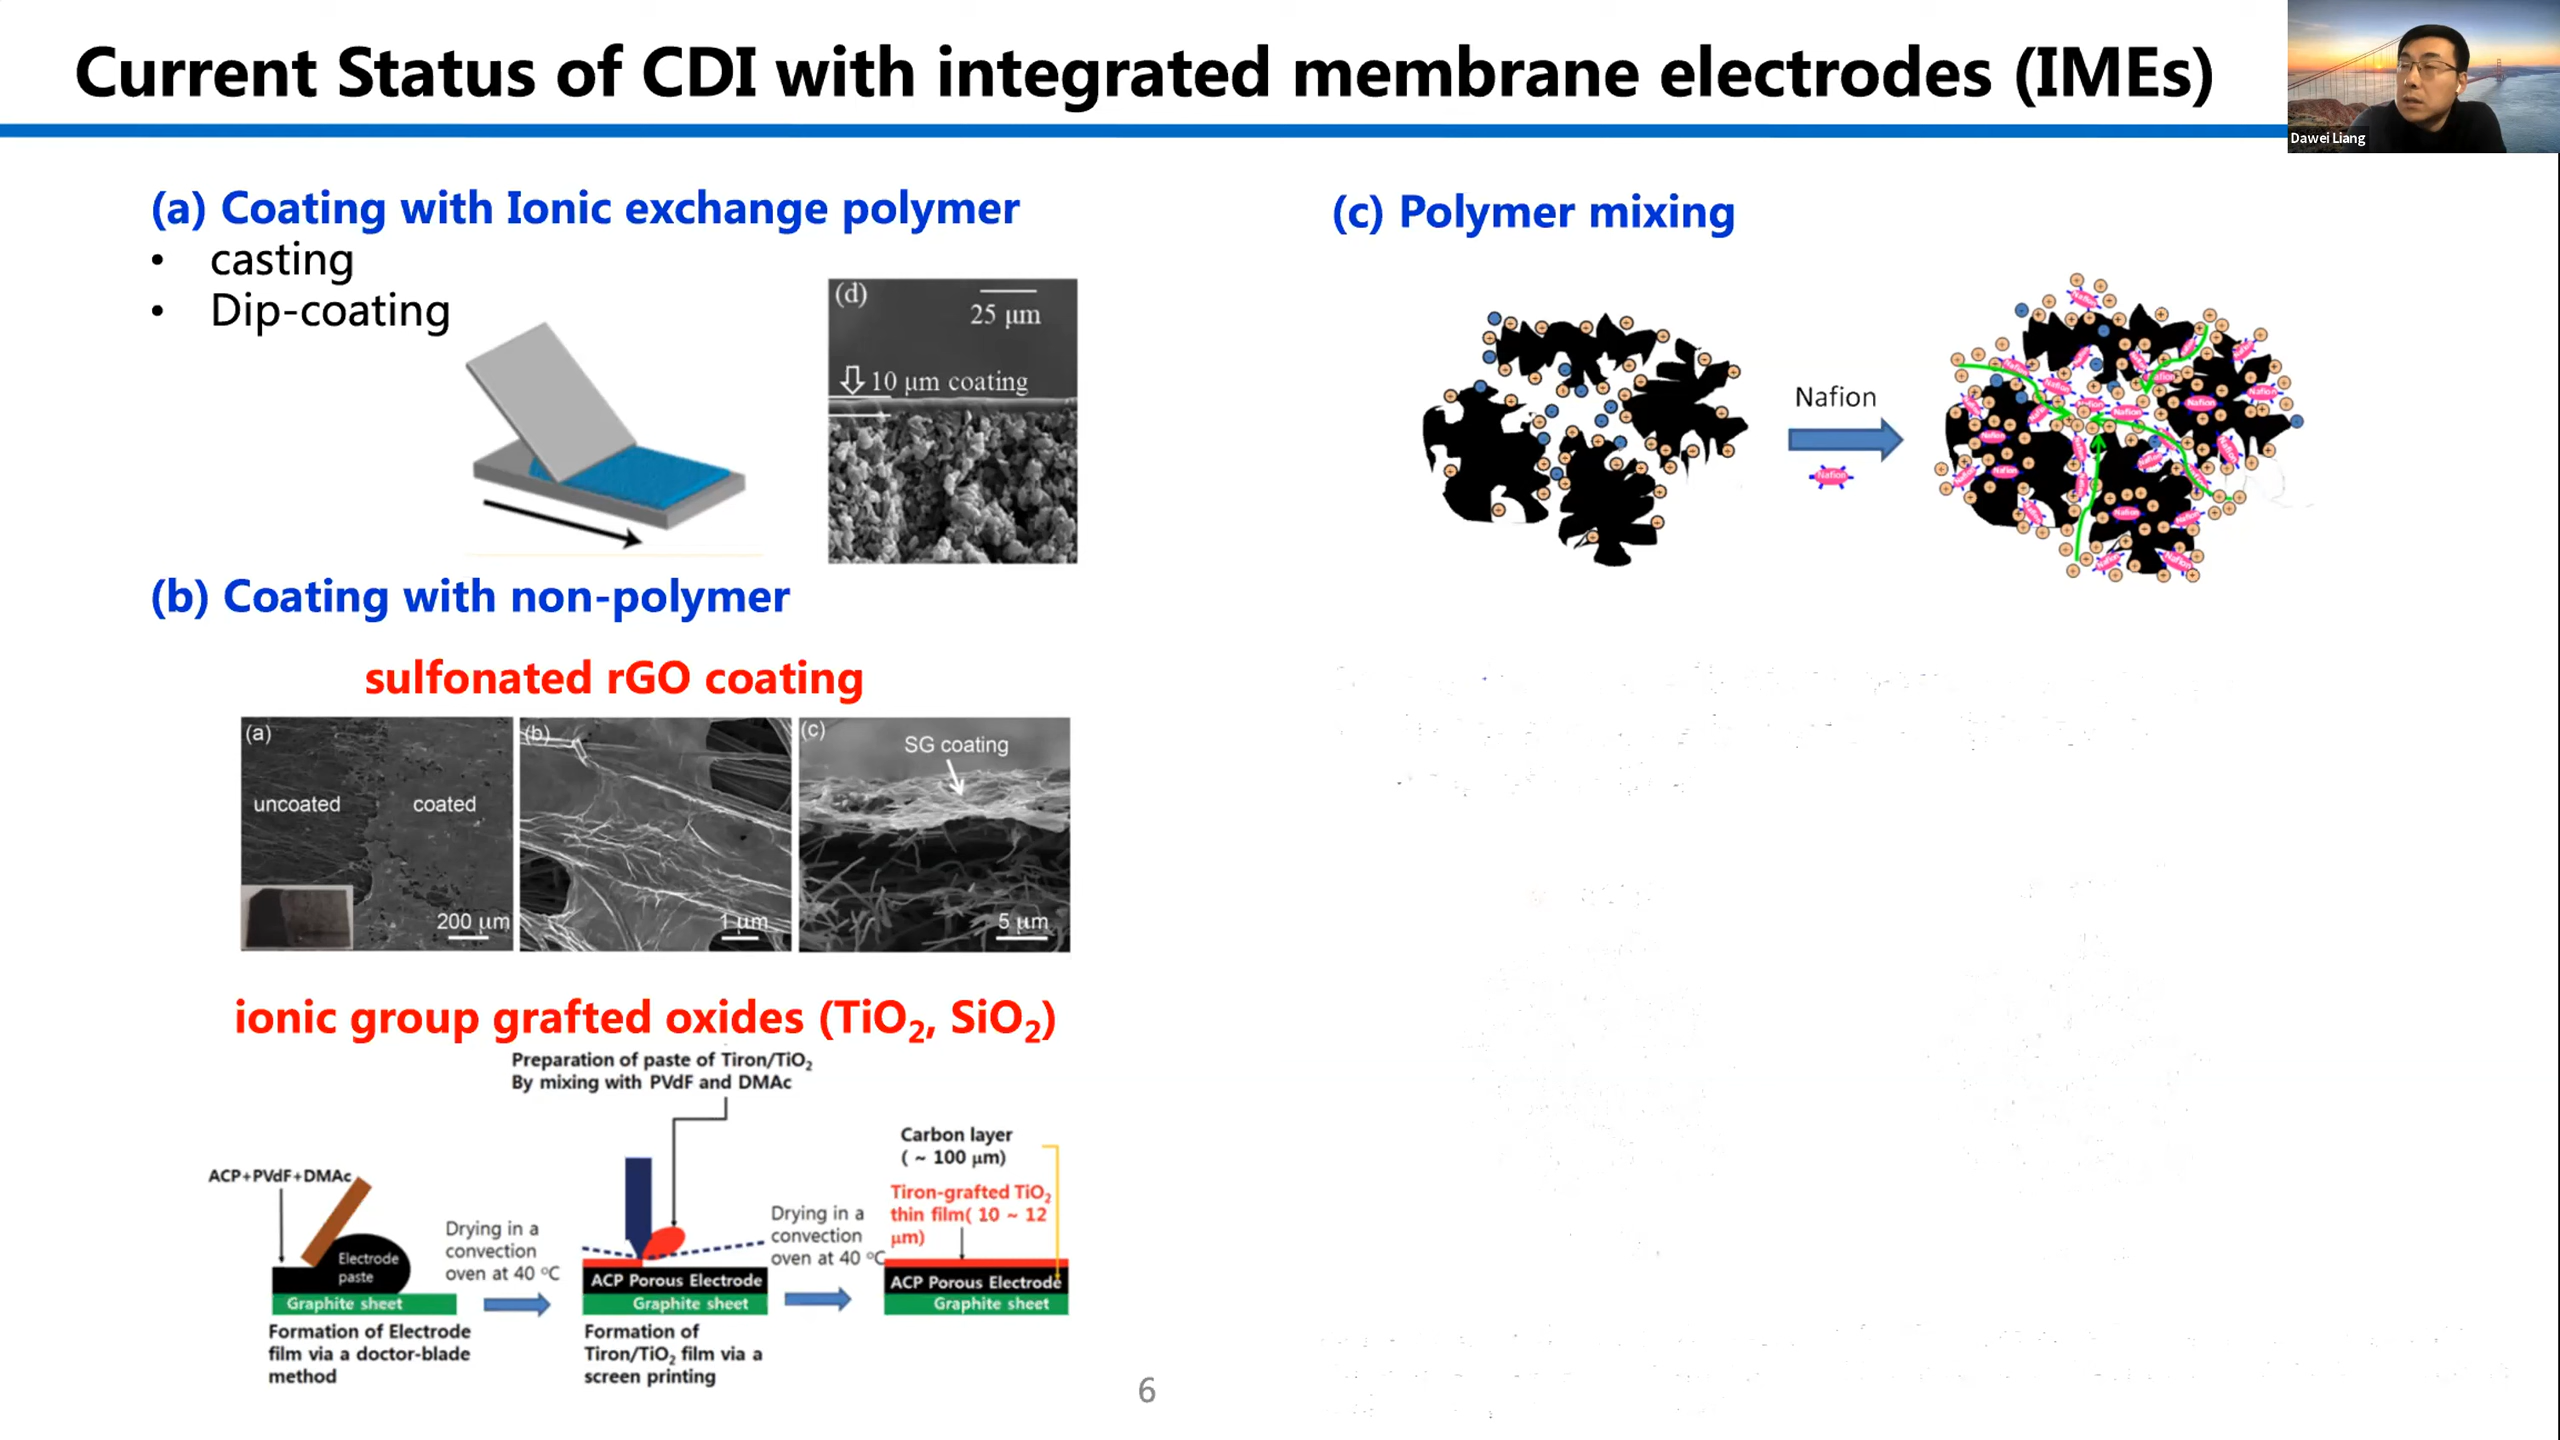 Current Status of CDI with integrated membrane electrodes (IMEs)
Dawei Liang
(a) Coating with Ionic exchange polymer
• casting
• Dip-coating
(d)
25 μm
10 μm coating
(b) Coating with non-polymer
sulfonated rGO coating
(a)
uncoated
coated
200 μm
(b)
1 μm
(c)
SG coating
5 μm
ionic group grafted oxides (TiO2, SiO2)
Preparation of paste of Tiron/TiO2
By mixing with PVdF and DMAc
ACP+PVdF+DMAc
Electrode
paste
Graphite sheet
Formation of Electrode
film via a doctor-blade
method
Drying in a
convection
oven at 40 ºC
ACP Porous Electrode
Graphite sheet
Formation of
Tiron/TiO2 film via a
screen printing
Drying in a
convection
oven at 40 ºC
Carbon layer
( ~ 100 μm)
Tiron-grafted TiO2
thin film( 10 ~ 12
μm)
ACP Porous Electrode
Graphite sheet
(c) Polymer mixing
Nafion
Nafion
6